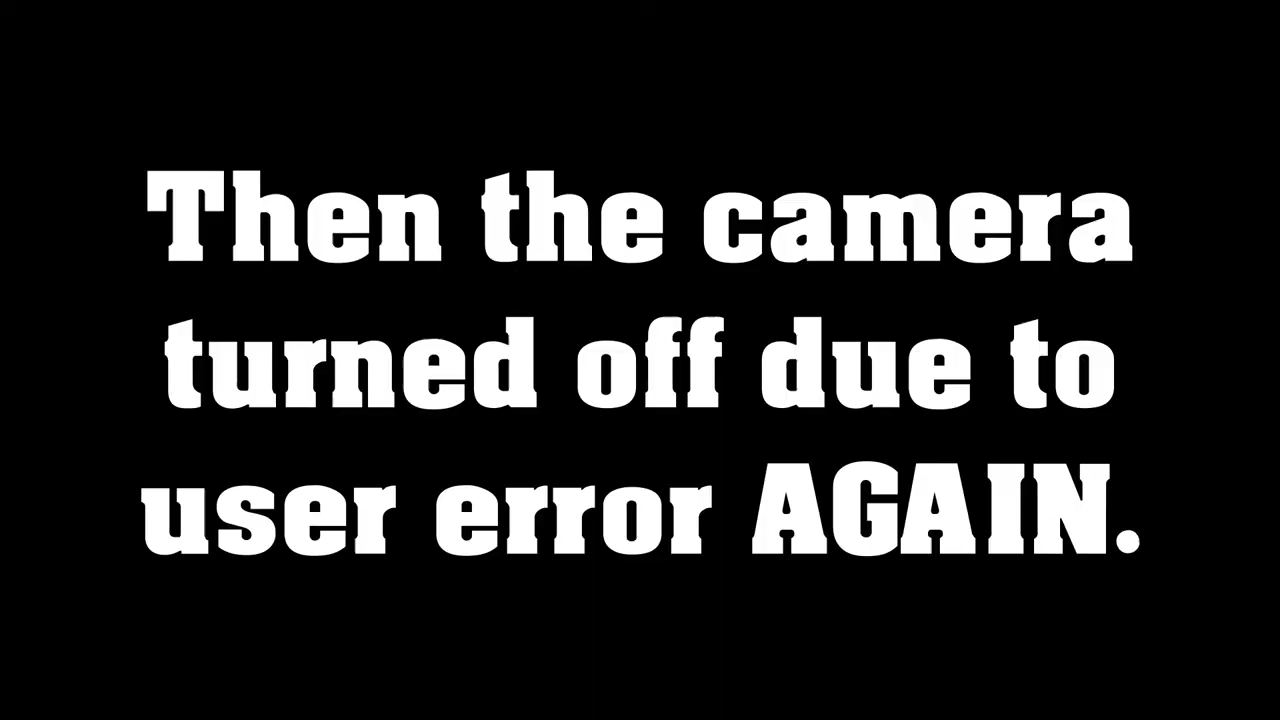 Then the camera
turned off due to
user error AGAIN.